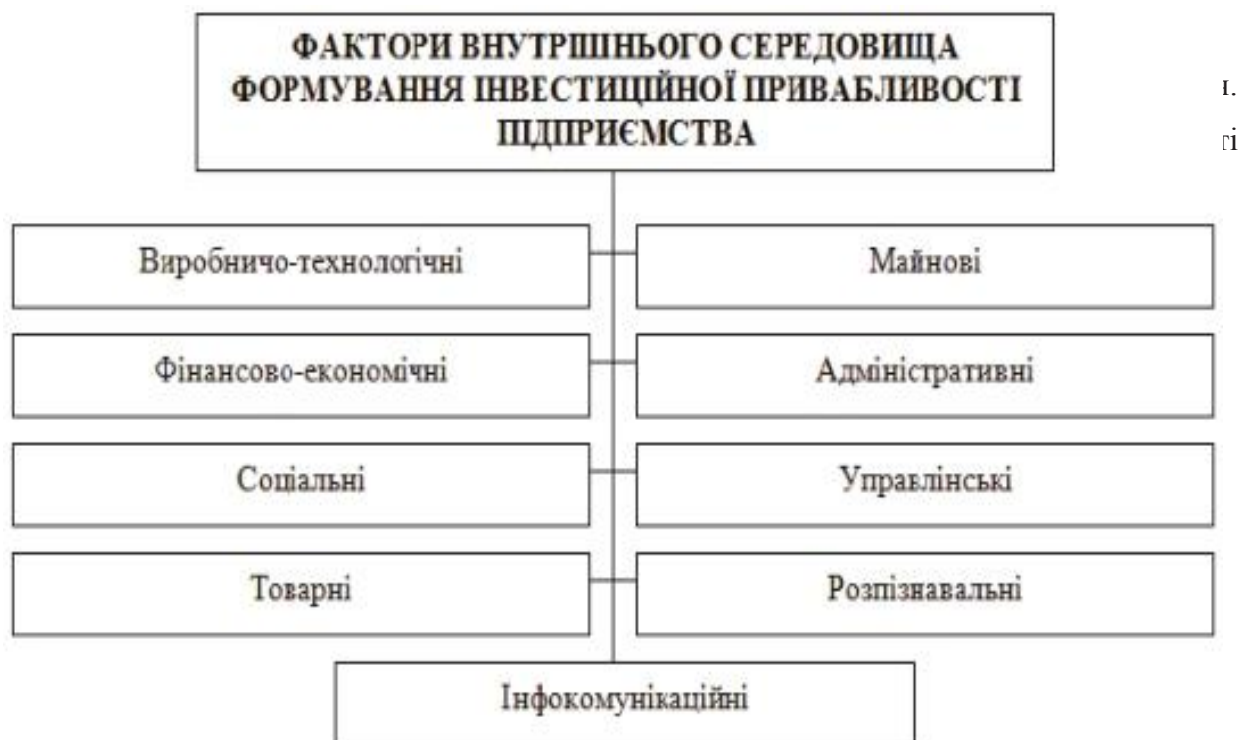 ФАКТОРИ ВНУТРІШНЬОГО СЕРЕДОВИЩА
ФОРМУВАННЯ ІНВЕСТИЦІЙНОЇ ПРИВАБЛИВОСТІ
ПІДПРИЄМСТВА
Виробничо-технологічні
Майнові
Фінансово-економічні
Адміністративні
Соціальні
Управлінські
Товарні
Розпізнавальні
Інфокомунікаційні